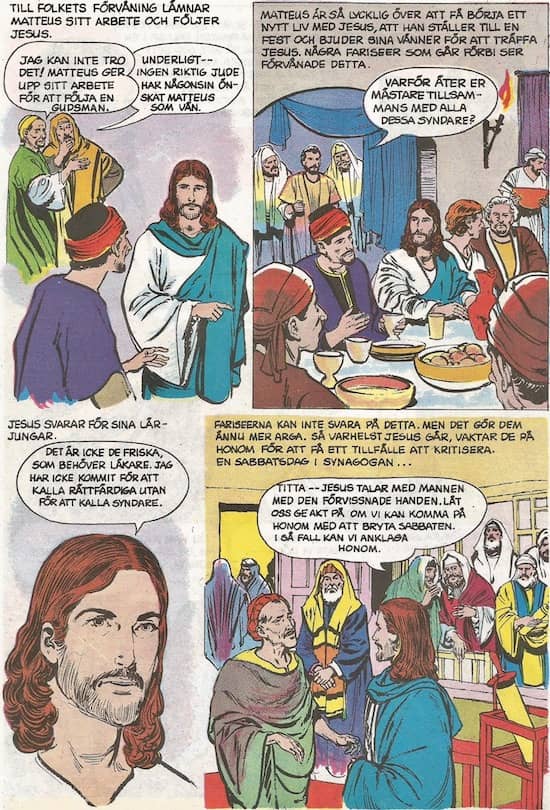 TILL FOLKETS FÖRVÅNING LÄMNAR
MATTEUS SITT ARBETE OCH FÖLJER
JESUS.
JAG KAN INTE TRO
DET! MATTEUS GER
UPP SITT ARBETE
FÖR ATT FÖLJA EN
GUDSMAN.
UNDERLIGT--
INGEN RIKTIG JUDE
HAR NÅGONSIN ÖN-
SKAT MATTEUS
SOM VÄN.
MATTEUS ÄR SÅ LYCKLIG ÖVER ATT FÅ BÖRJA ETT
NYTT LIV MED JESUS, ATT HAN STÄLLER TILL EN
FEST OCH BJUDER SINA VÄNNER FÖR ATT TRÄFFA
JESUS. NÅGRA FARISEER SOM GÅR FÖRBI SER
FÖRVÅNADE DETTA.
VARFÖR ÄTER ER
MÄSTARE TILLSAM-
MANS MED ALLA
DESSA SYNDARE?
JESUS SVARAR FÖR SINA LÄR-
JUNGAR.
DET ÄR ICKE DE FRISKA,
SOM BEHÖVER LÄKARE. JAG
HAR ICKE KOMMIT FÖR ATT
KALLA RÄTTFÄRDIGA UTAN
FÖR ATT KALLA SYNDARE.
FARISEERNA KAN INTE SVARA PÅ DETTA. MEN DET GÖR DEM
ÄNNU MER ARGA. SÅ VARHELST JESUS GÅR, VAKTAR DE PÅ
HONOM FÖR ATT FÅ ETT TILLFÄLLE ATT KRITISERA.
EN SABBATSDAG I SYNAGOGAN ...
TITTA -- JESUS TALAR MED MANNEN
MED DEN FÖRVISSNADE HANDEN. LÅT
OSS GE AKT PÅ OM VI KAN KOMMA PÅ
HONOM MED ATT BRYTA SABBATEN.
I SÅ FALL KAN VI ANKLAGA
HONOM.